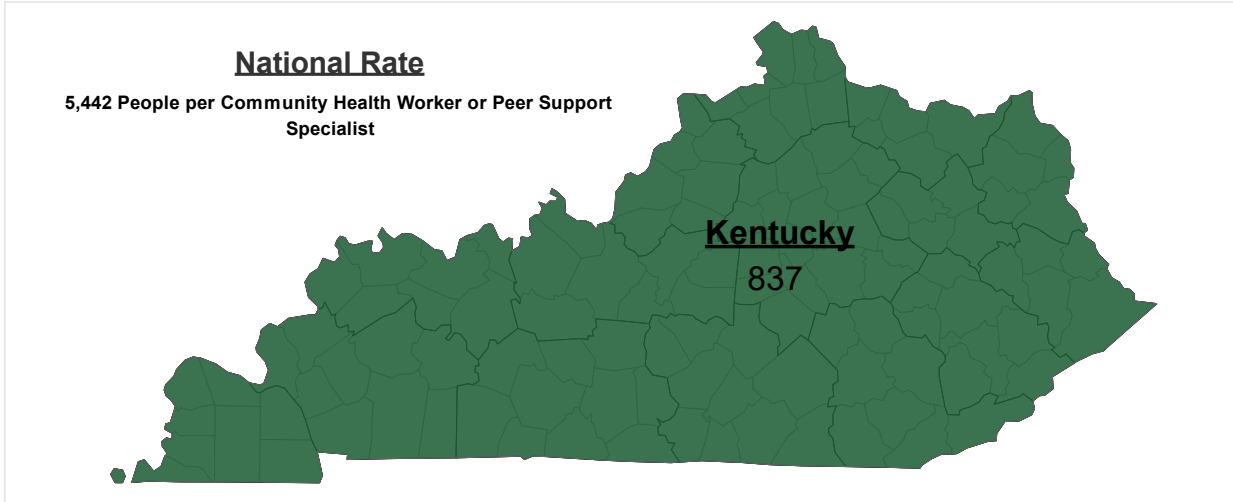 National Rate
5,442 People per Community Health Worker or Peer Support
Specialist
Kentucky
837